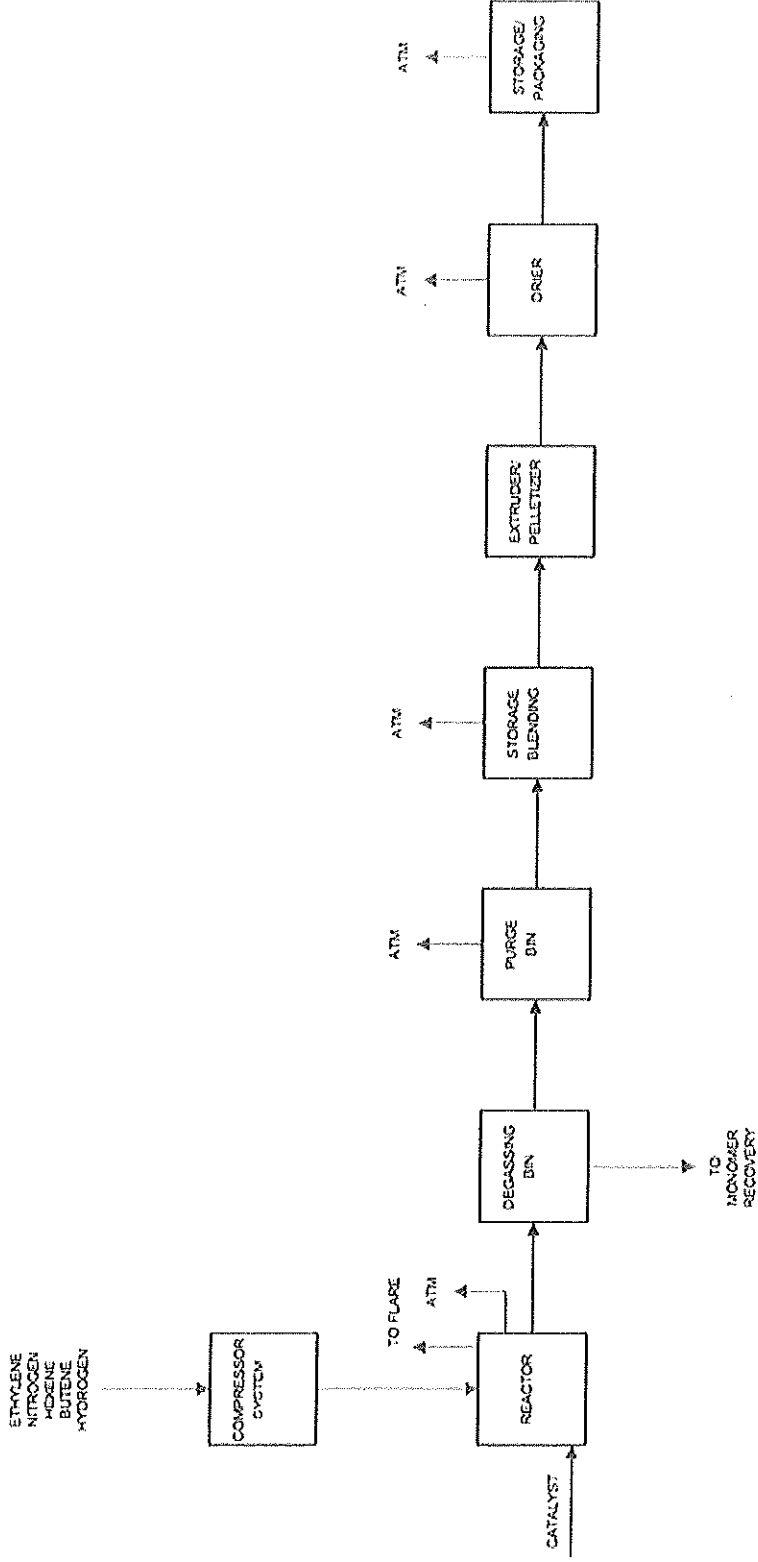 ETHYLENE
NITROGEN
HEXENE
BUTENE
HYDROGEN
COMPRESSOR
SYSTEM
CATALYST
REACTOR
TO FLARE
ATM
DEGASSING
BIN
TO
MONOMER
RECOVERY
PURGE
BIN
ATM
STORAGE
BLENDING
ATM
EXTRUDER/
PELLETIZER
DRIER
ATM
STORAGE/
PACKAGING
ATM